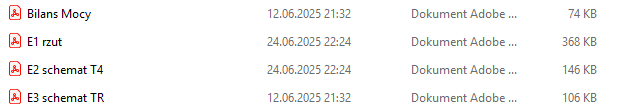 Bilans Mocy 12.06.2025 21:32 Dokument Adobe ... 74 KB
E1 rzut 24.06.2025 22:24 Dokument Adobe ... 368 KB
E2 schemat T4 24.06.2025 22:24 Dokument Adobe ... 146 KB
E3 schemat TR 12.06.2025 21:32 Dokument Adobe ... 106 KB